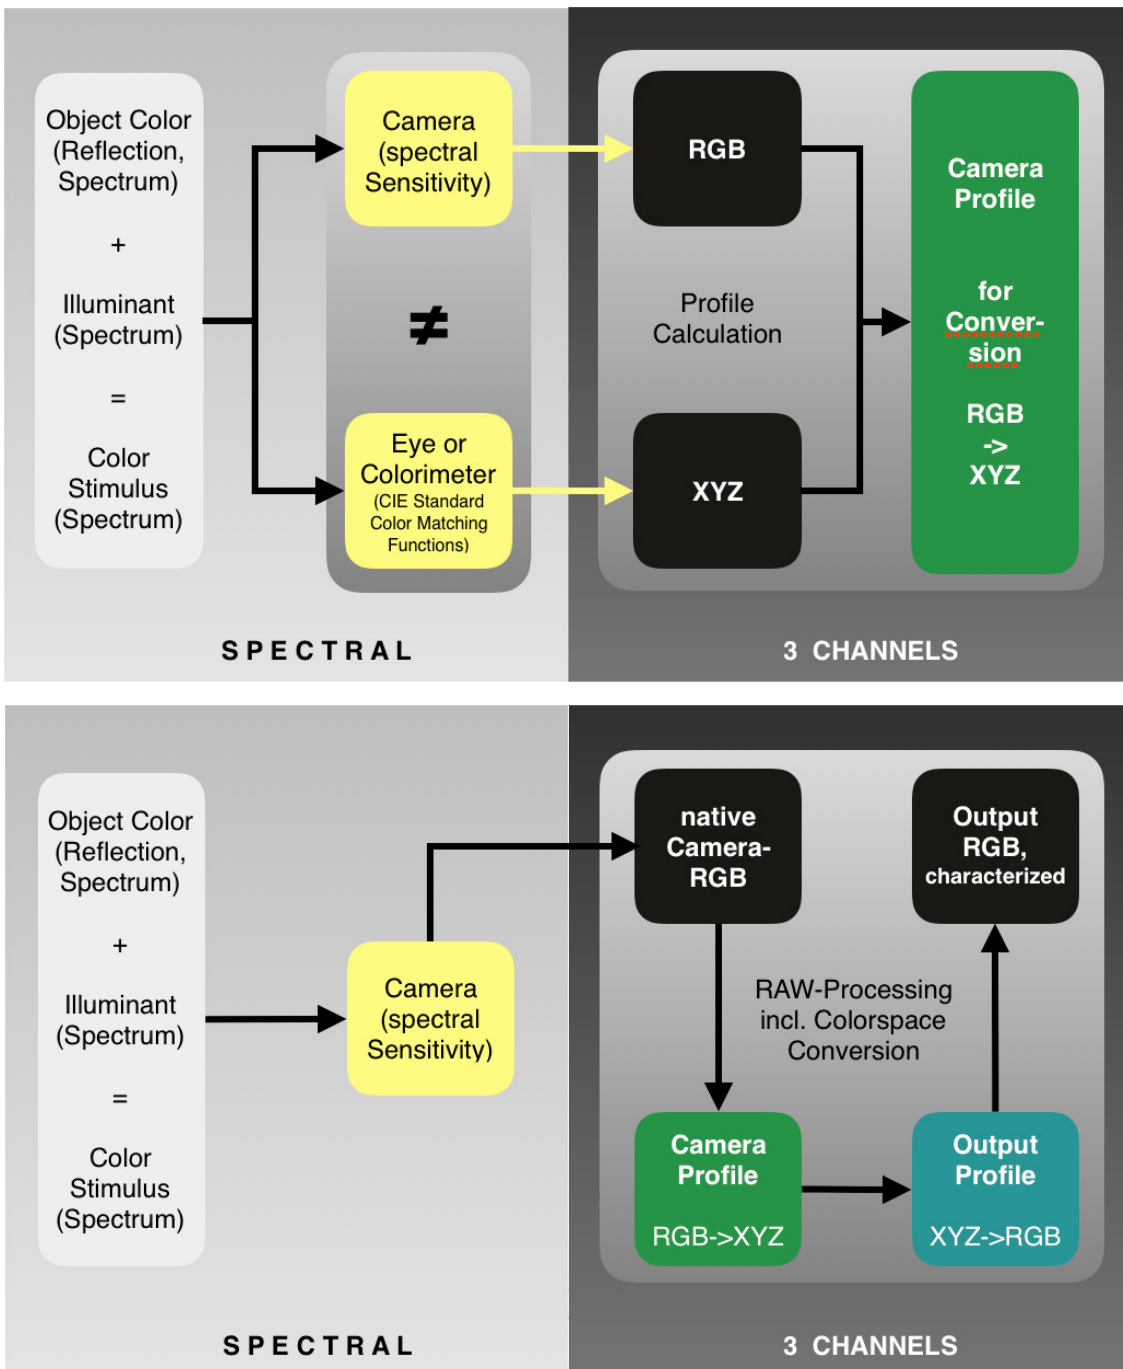 Object Color
(Reflection,
Spectrum)
+
Illuminant
(Spectrum)
=
Color
Stimulus
(Spectrum)
Camera
(spectral
Sensitivity)
≠
Eye or
Colorimeter
(CIE Standard
Color Matching
Functions)
SPECTRAL
RGB
Profile
Calculation
XYZ
Camera
Profile
for
Conver-
sion
RGB
->
XYZ
3 CHANNELS
Object Color
(Reflection,
Spectrum)
+
Illuminant
(Spectrum)
=
Color
Stimulus
(Spectrum)
Camera
(spectral
Sensitivity)
SPECTRAL
native
Camera-
RGB
Output
RGB,
characterized
RAW-Processing
incl. Colorspace
Conversion
Camera
Profile
RGB->XYZ
Output
Profile
XYZ->RGB
3 CHANNELS